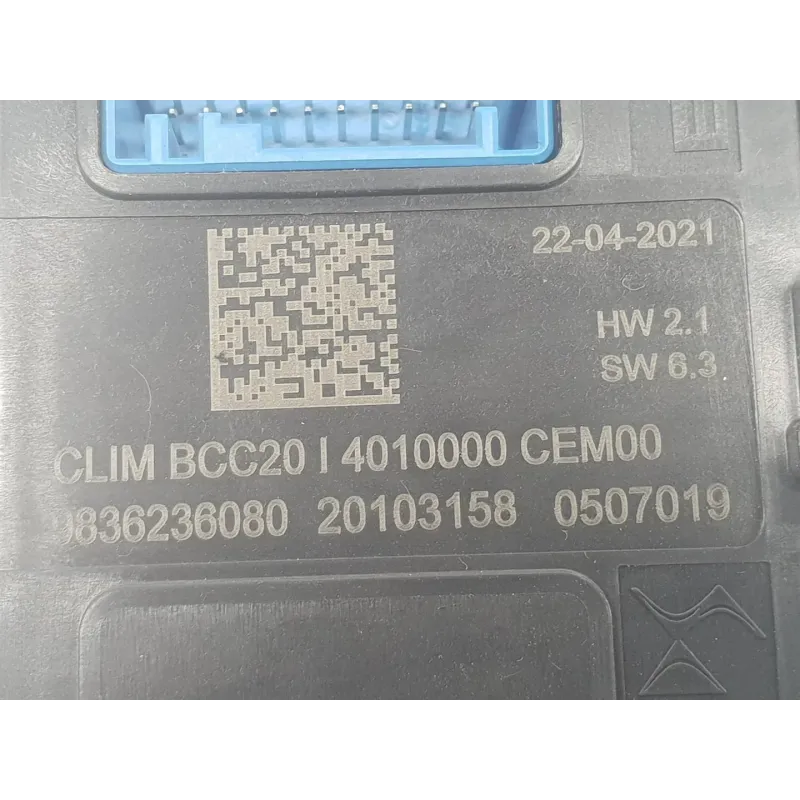 22-04-2021
HW 2.1
SW 6.3
CLIM BCC20 I 4010000 CEM00
9836236080 20103158 0507019